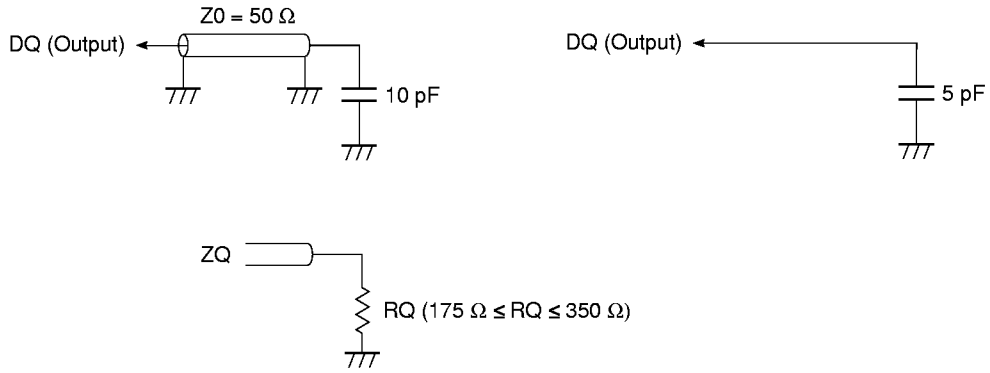 Z0 = 50 Ω
DQ (Output)
10 pF
DQ (Output)
5 pF
ZQ
RQ (175 Ω ≤ RQ ≤ 350 Ω)